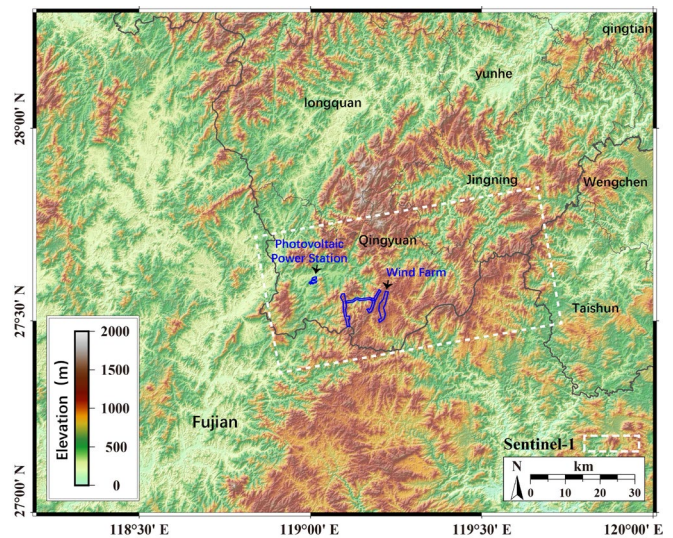 qingtian
yunhe
longquan
28°00' N
Jingning
Wengchen
Qingyuan
Photovoltaic
Power Station
Wind Farm
Taishun
27°30' N
Elevation (m)
2000
1500
1000
500
0
Fujian
Sentinel-1
N
km
0 10 20 30
27°00' N
118°30' E
119°00' E
119°30' E
120°00' E